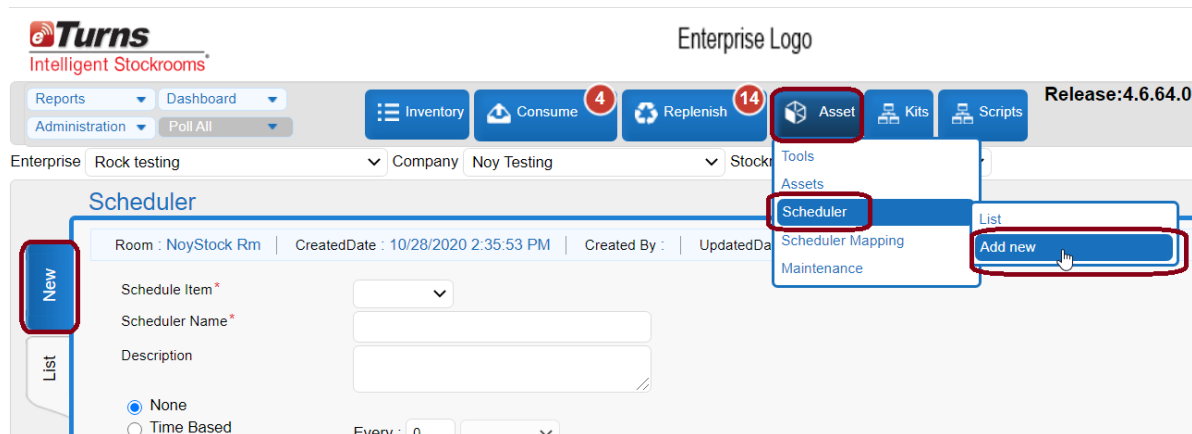 eTurns
Intelligent Stockrooms
Enterprise Logo
Reports Dashboard
Administration Poll All
Inventory Consume 4 Replenish 14 Asset Kits Scripts
Release:4.6.64.0
Enterprise Rock testing Company Noy Testing
Tools
Assets
Scheduler
Scheduler Mapping
Maintenance
List
Add new
Scheduler
Room : NoyStock Rm CreatedDate : 10/28/2020 2:35:53 PM Created By :
New
List
Schedule Item*
Scheduler Name*
Description
None
Time Based Every : 0